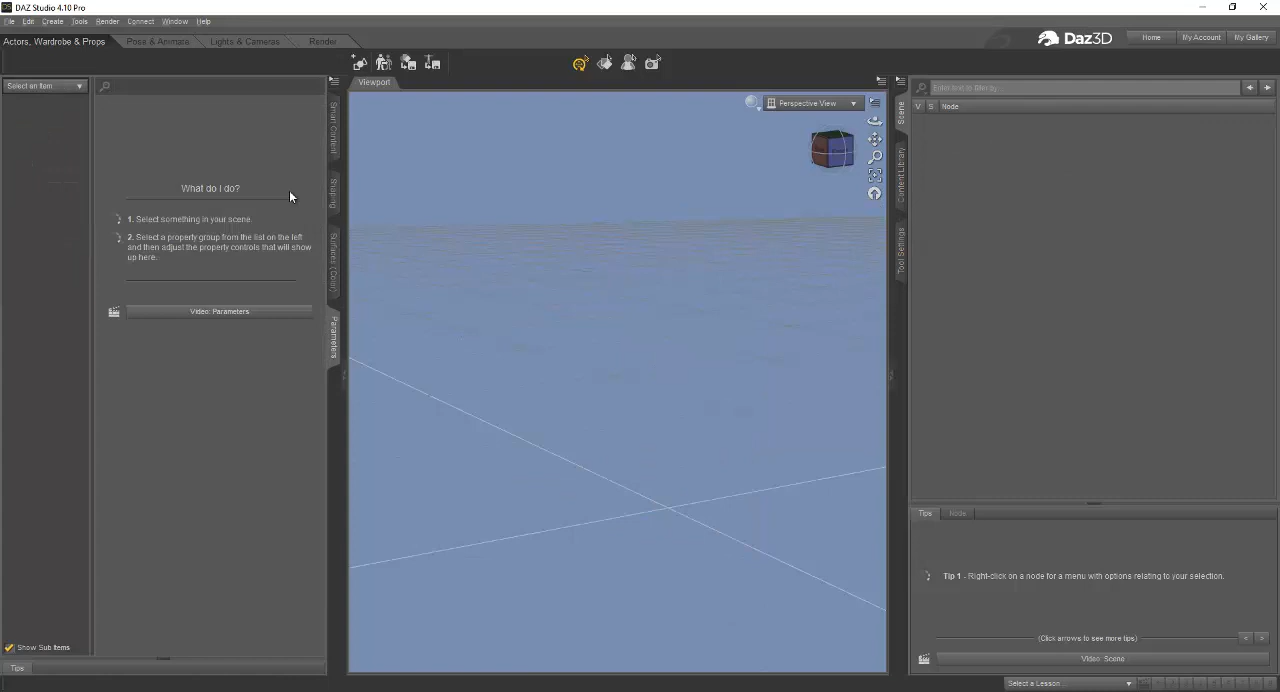 DAZ Studio 4.10 Pro
File Edit Create Tools Render Connect Window Help
Actors, Wardrobe & Props Pose & Animate Lights & Cameras Render
Daz3D Home My Account My Gallery
Select an Item
Viewport
Enter text to filter by...
Perspective View
V S Node
Smart Content
Shaping
Surfaces (Color)
Parameters
Scene
Content Library
Tool Settings
What do I do?
1. Select something in your scene.
2. Select a property group from the list on the left
and then adjust the property controls that will show
up here.
Video: Parameters
Tips Node
Tip 1 - Right-click on a node for a menu with options relating to your selection.
(Click arrows to see more tips) < >
Video: Scene
Show Sub Items
Tips
Select a Lesson...